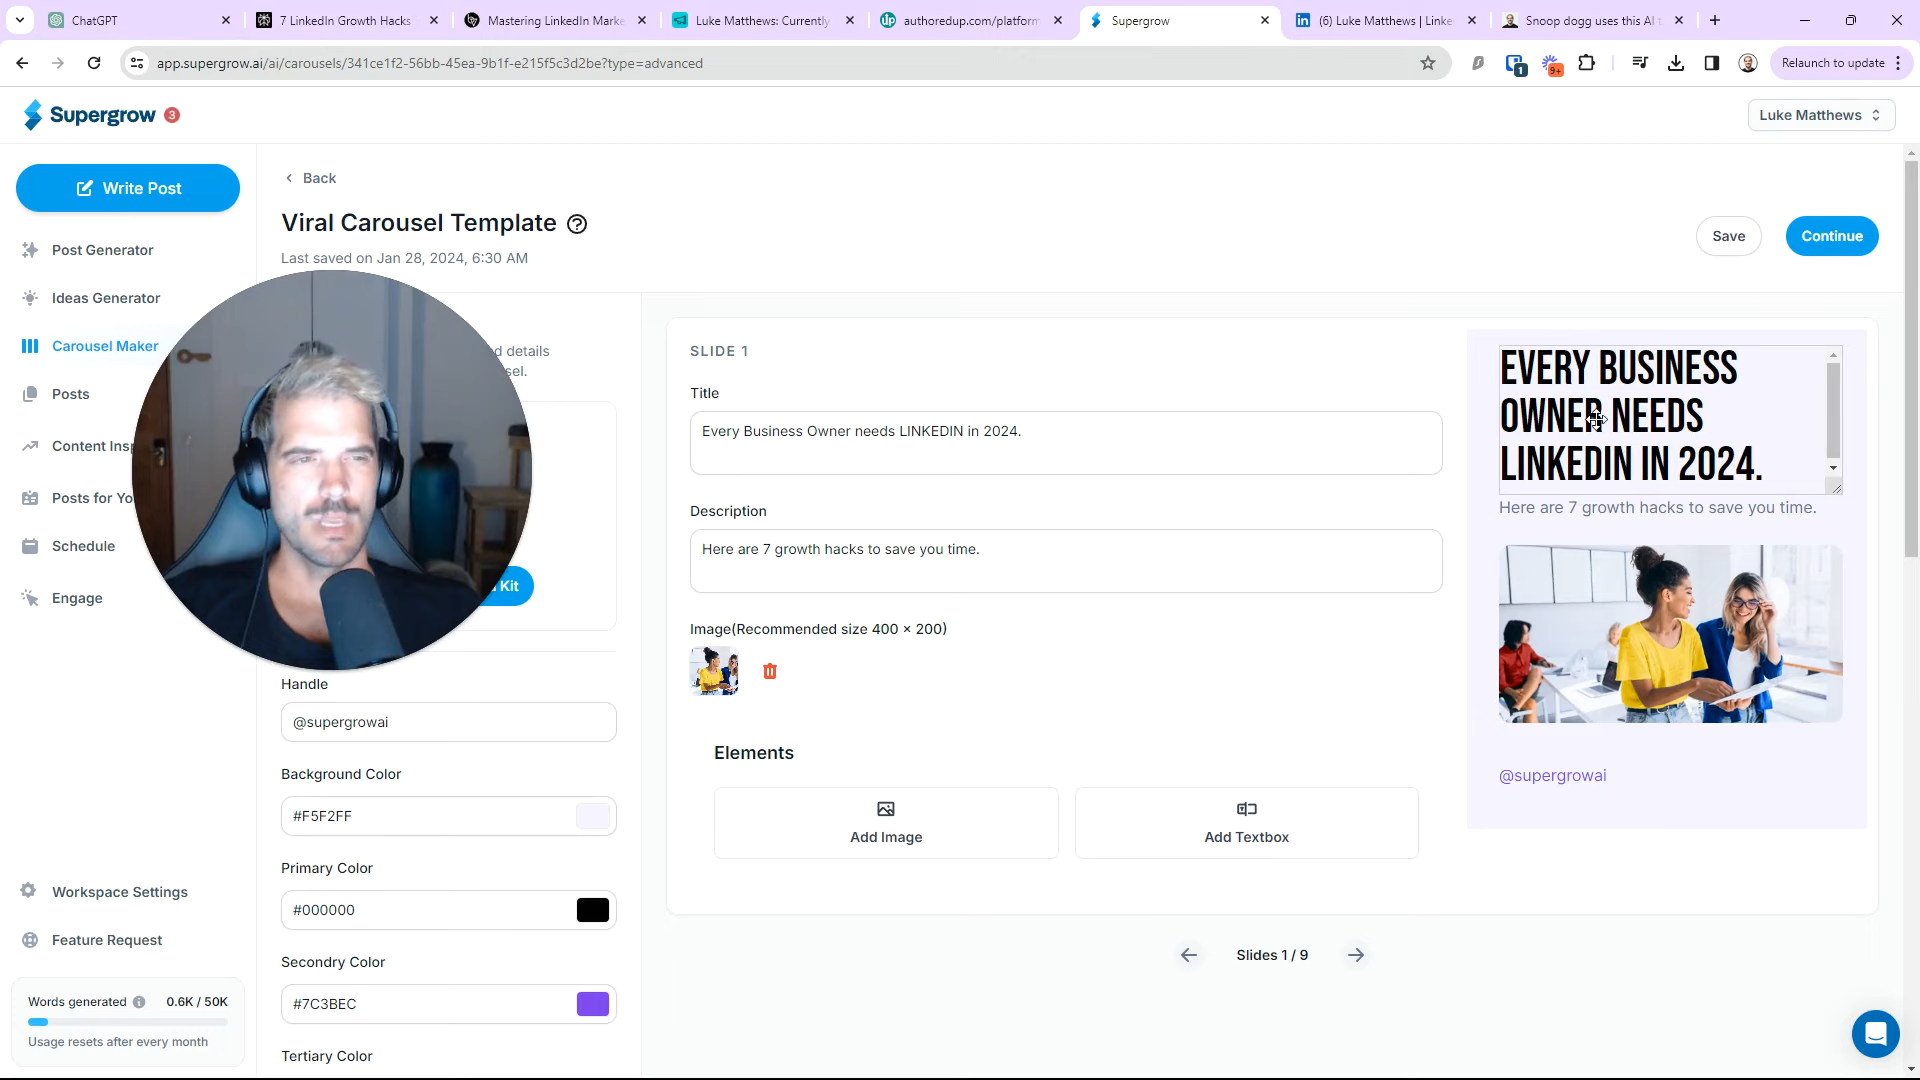 ChatGPT
7 LinkedIn Growth Hacks
Mastering LinkedIn Marke
Luke Matthews: Currently
authoredup.com/platform
Supergrow
(6) Luke Matthews | Linke
Snoop dogg uses this AI t
app.supergrow.ai/ai/carousels/341ce1f2-56bb-45ea-9b1f-e215f5c3d2be?type=advanced
1
9+
Relaunch to update
Supergrow 3
Luke Matthews
Write Post
Post Generator
Ideas Generator
Carousel Maker
Posts
Content Insp
Posts for Yo
Schedule
Engage
Workspace Settings
Feature Request
Words generated 0.6K / 50K
Usage resets after every month
Back
Viral Carousel Template
Last saved on Jan 28, 2024, 6:30 AM
Save
Continue
d details
sel.
Kit
Handle
@supergrowai
Background Color
#F5F2FF
Primary Color
#000000
Secondry Color
#7C3BEC
Tertiary Color
SLIDE 1
Title
Every Business Owner needs LINKEDIN in 2024.
Description
Here are 7 growth hacks to save you time.
Image(Recommended size 400 × 200)
Elements
Add Image
Add Textbox
EVERY BUSINESS
OWNER NEEDS
LINKEDIN IN 2024.
Here are 7 growth hacks to save you time.
@supergrowai
Slides 1 / 9